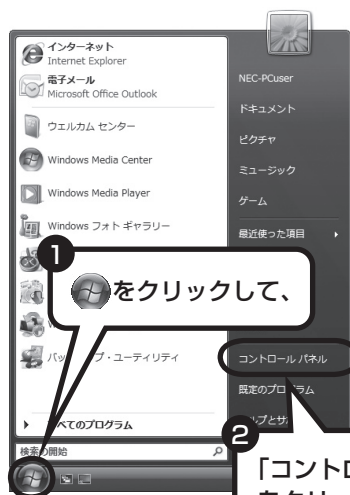 インターネット
Internet Explorer
電子メール
Microsoft Office Outlook
ウェルカム センター
Windows Media Center
Windows Media Player
Windows フォト ギャラリー
すべてのプログラム
検索の開始
NEC-PCuser
ドキュメント
ピクチャ
ミュージック
ゲーム
最近使った項目
コントロール パネル
既定のプログラム
1
をクリックして、
2